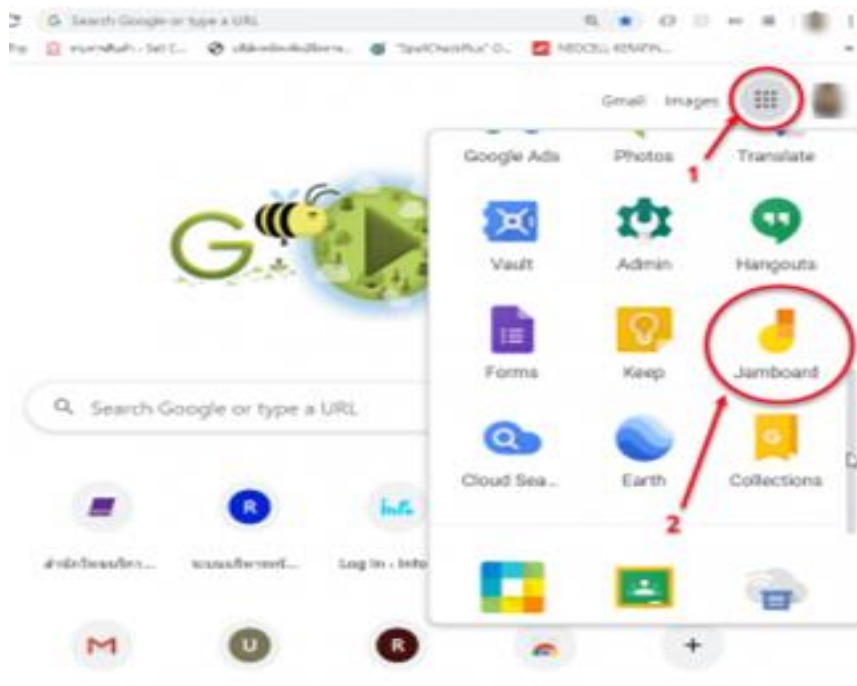 Search Google or type a URL
Gmail Images
1
Google Ads Photos Translate
Vault Admin Hangouts
Forms Keep Jamboard
Search Google or type a URL
Cloud Sea... Earth Collections
2
Log In - Info
U R